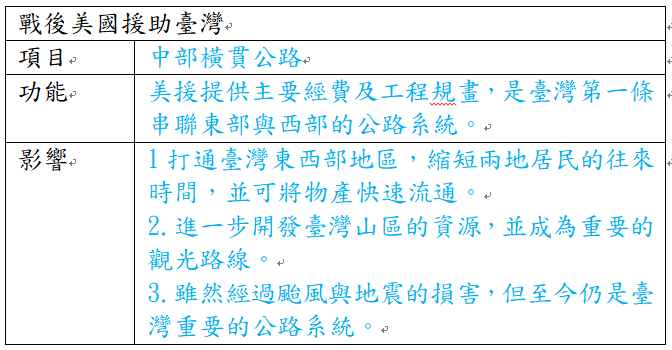 戰後美國援助臺灣
項目 中部橫貫公路
功能 美援提供主要經費及工程規畫，是臺灣第一條
串聯東部與西部的公路系統。
影響 1 打通臺灣東西部地區，縮短兩地居民的往來
時間，並可將物產快速流通。
2. 進一步開發臺灣山區的資源，並成為重要的
觀光路線。
3. 雖然經過颱風與地震的損害，但至今仍是臺
灣重要的公路系統。